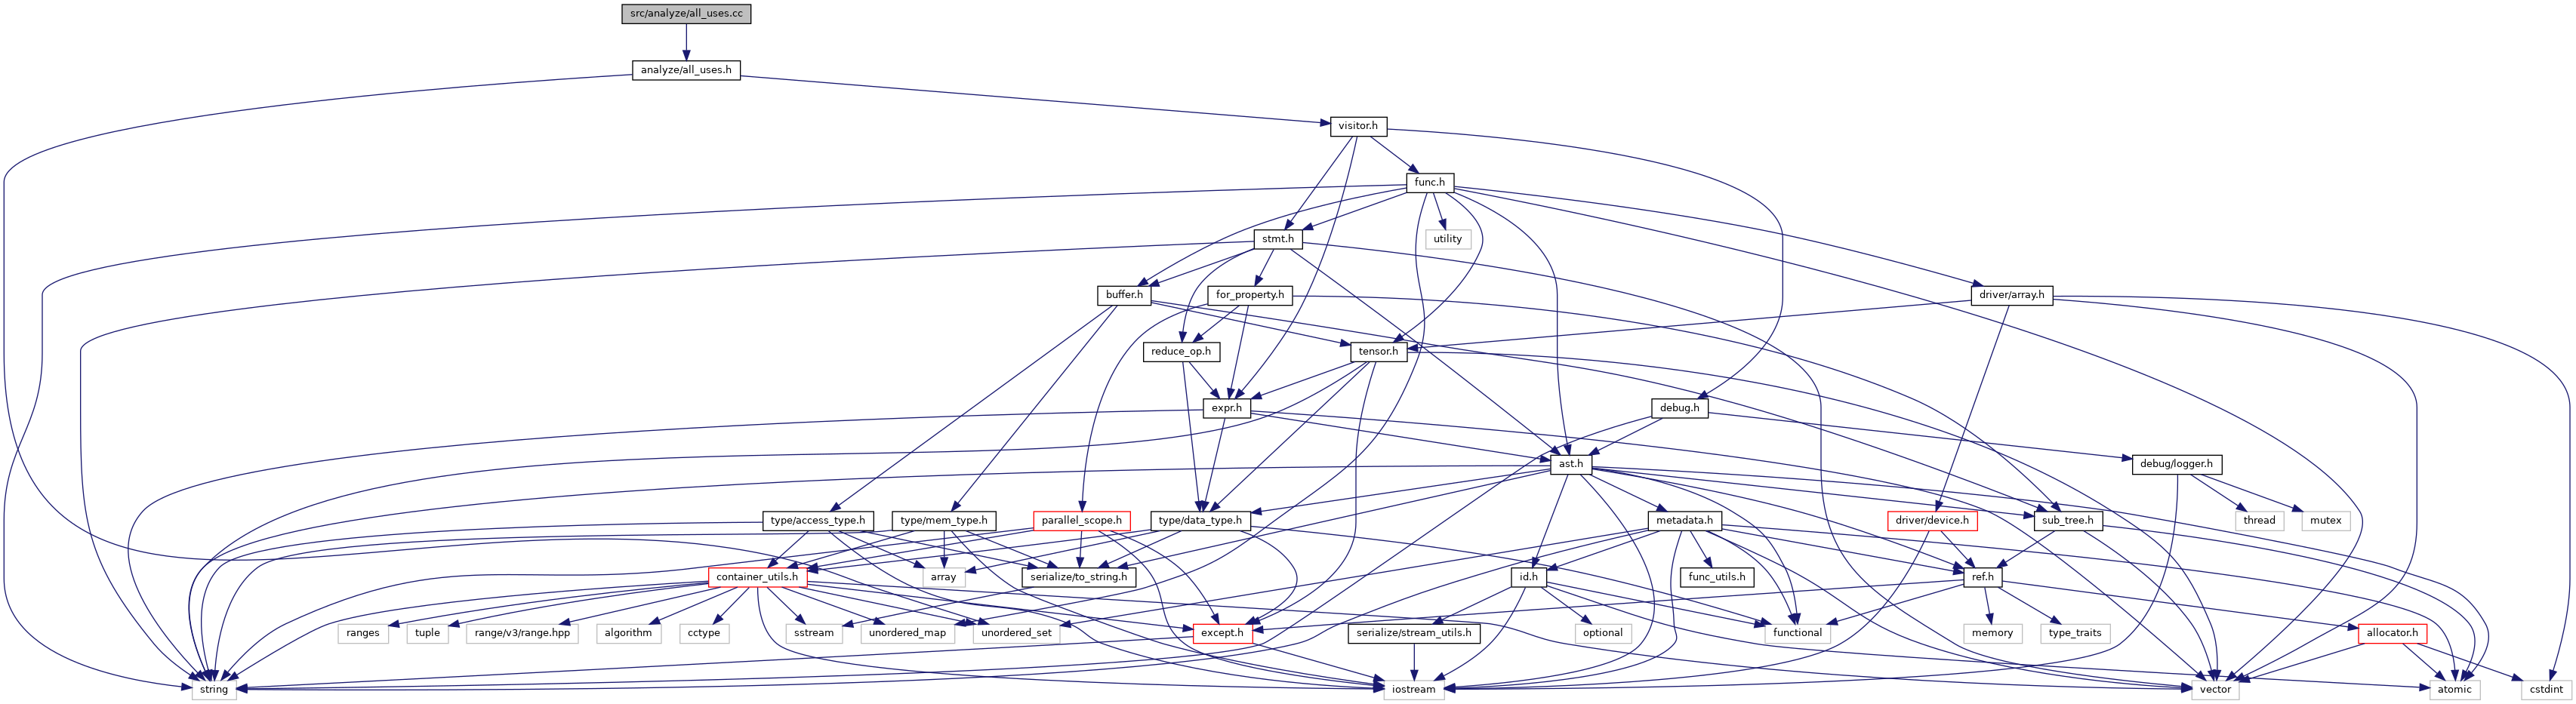 src/analyze/all_uses.cc
analyze/all_uses.h
visitor.h
func.h
stmt.h
utility
buffer.h
for_property.h
driver/array.h
reduce_op.h
tensor.h
expr.h
debug.h
ast.h
debug/logger.h
type/access_type.h
type/mem_type.h
parallel_scope.h
type/data_type.h
metadata.h
driver/device.h
sub_tree.h
thread
mutex
container_utils.h
array
serialize/to_string.h
id.h
func_utils.h
ref.h
ranges
tuple
range/v3/range.hpp
algorithm
cctype
sstream
unordered_map
unordered_set
except.h
serialize/stream_utils.h
optional
functional
memory
type_traits
allocator.h
string
iostream
vector
atomic
cstdint